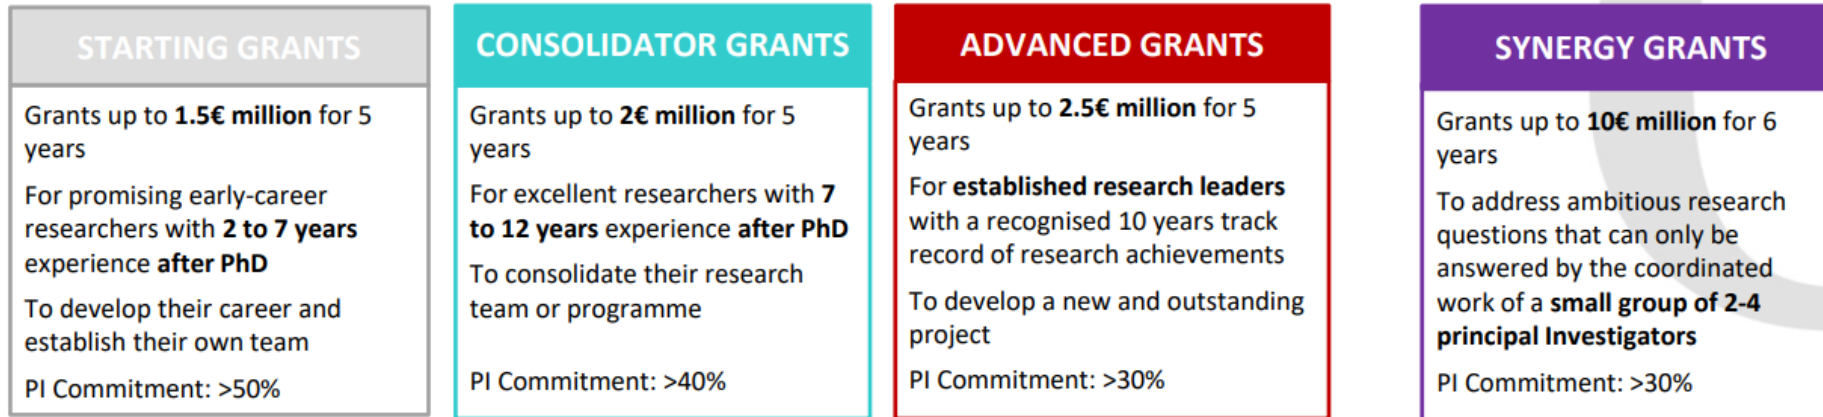 STARTING GRANTS
Grants up to 1.5€ million for 5
years
For promising early-career
researchers with 2 to 7 years
experience after PhD
To develop their career and
establish their own team
PI Commitment: >50%
CONSOLIDATOR GRANTS
Grants up to 2€ million for 5
years
For excellent researchers with 7
to 12 years experience after PhD
To consolidate their research
team or programme
PI Commitment: >40%
ADVANCED GRANTS
Grants up to 2.5€ million for 5
years
For established research leaders
with a recognised 10 years track
record of research achievements
To develop a new and outstanding
project
PI Commitment: >30%
SYNERGY GRANTS
Grants up to 10€ million for 6
years
To address ambitious research
questions that can only be
answered by the coordinated
work of a small group of 2-4
principal Investigators
PI Commitment: >30%